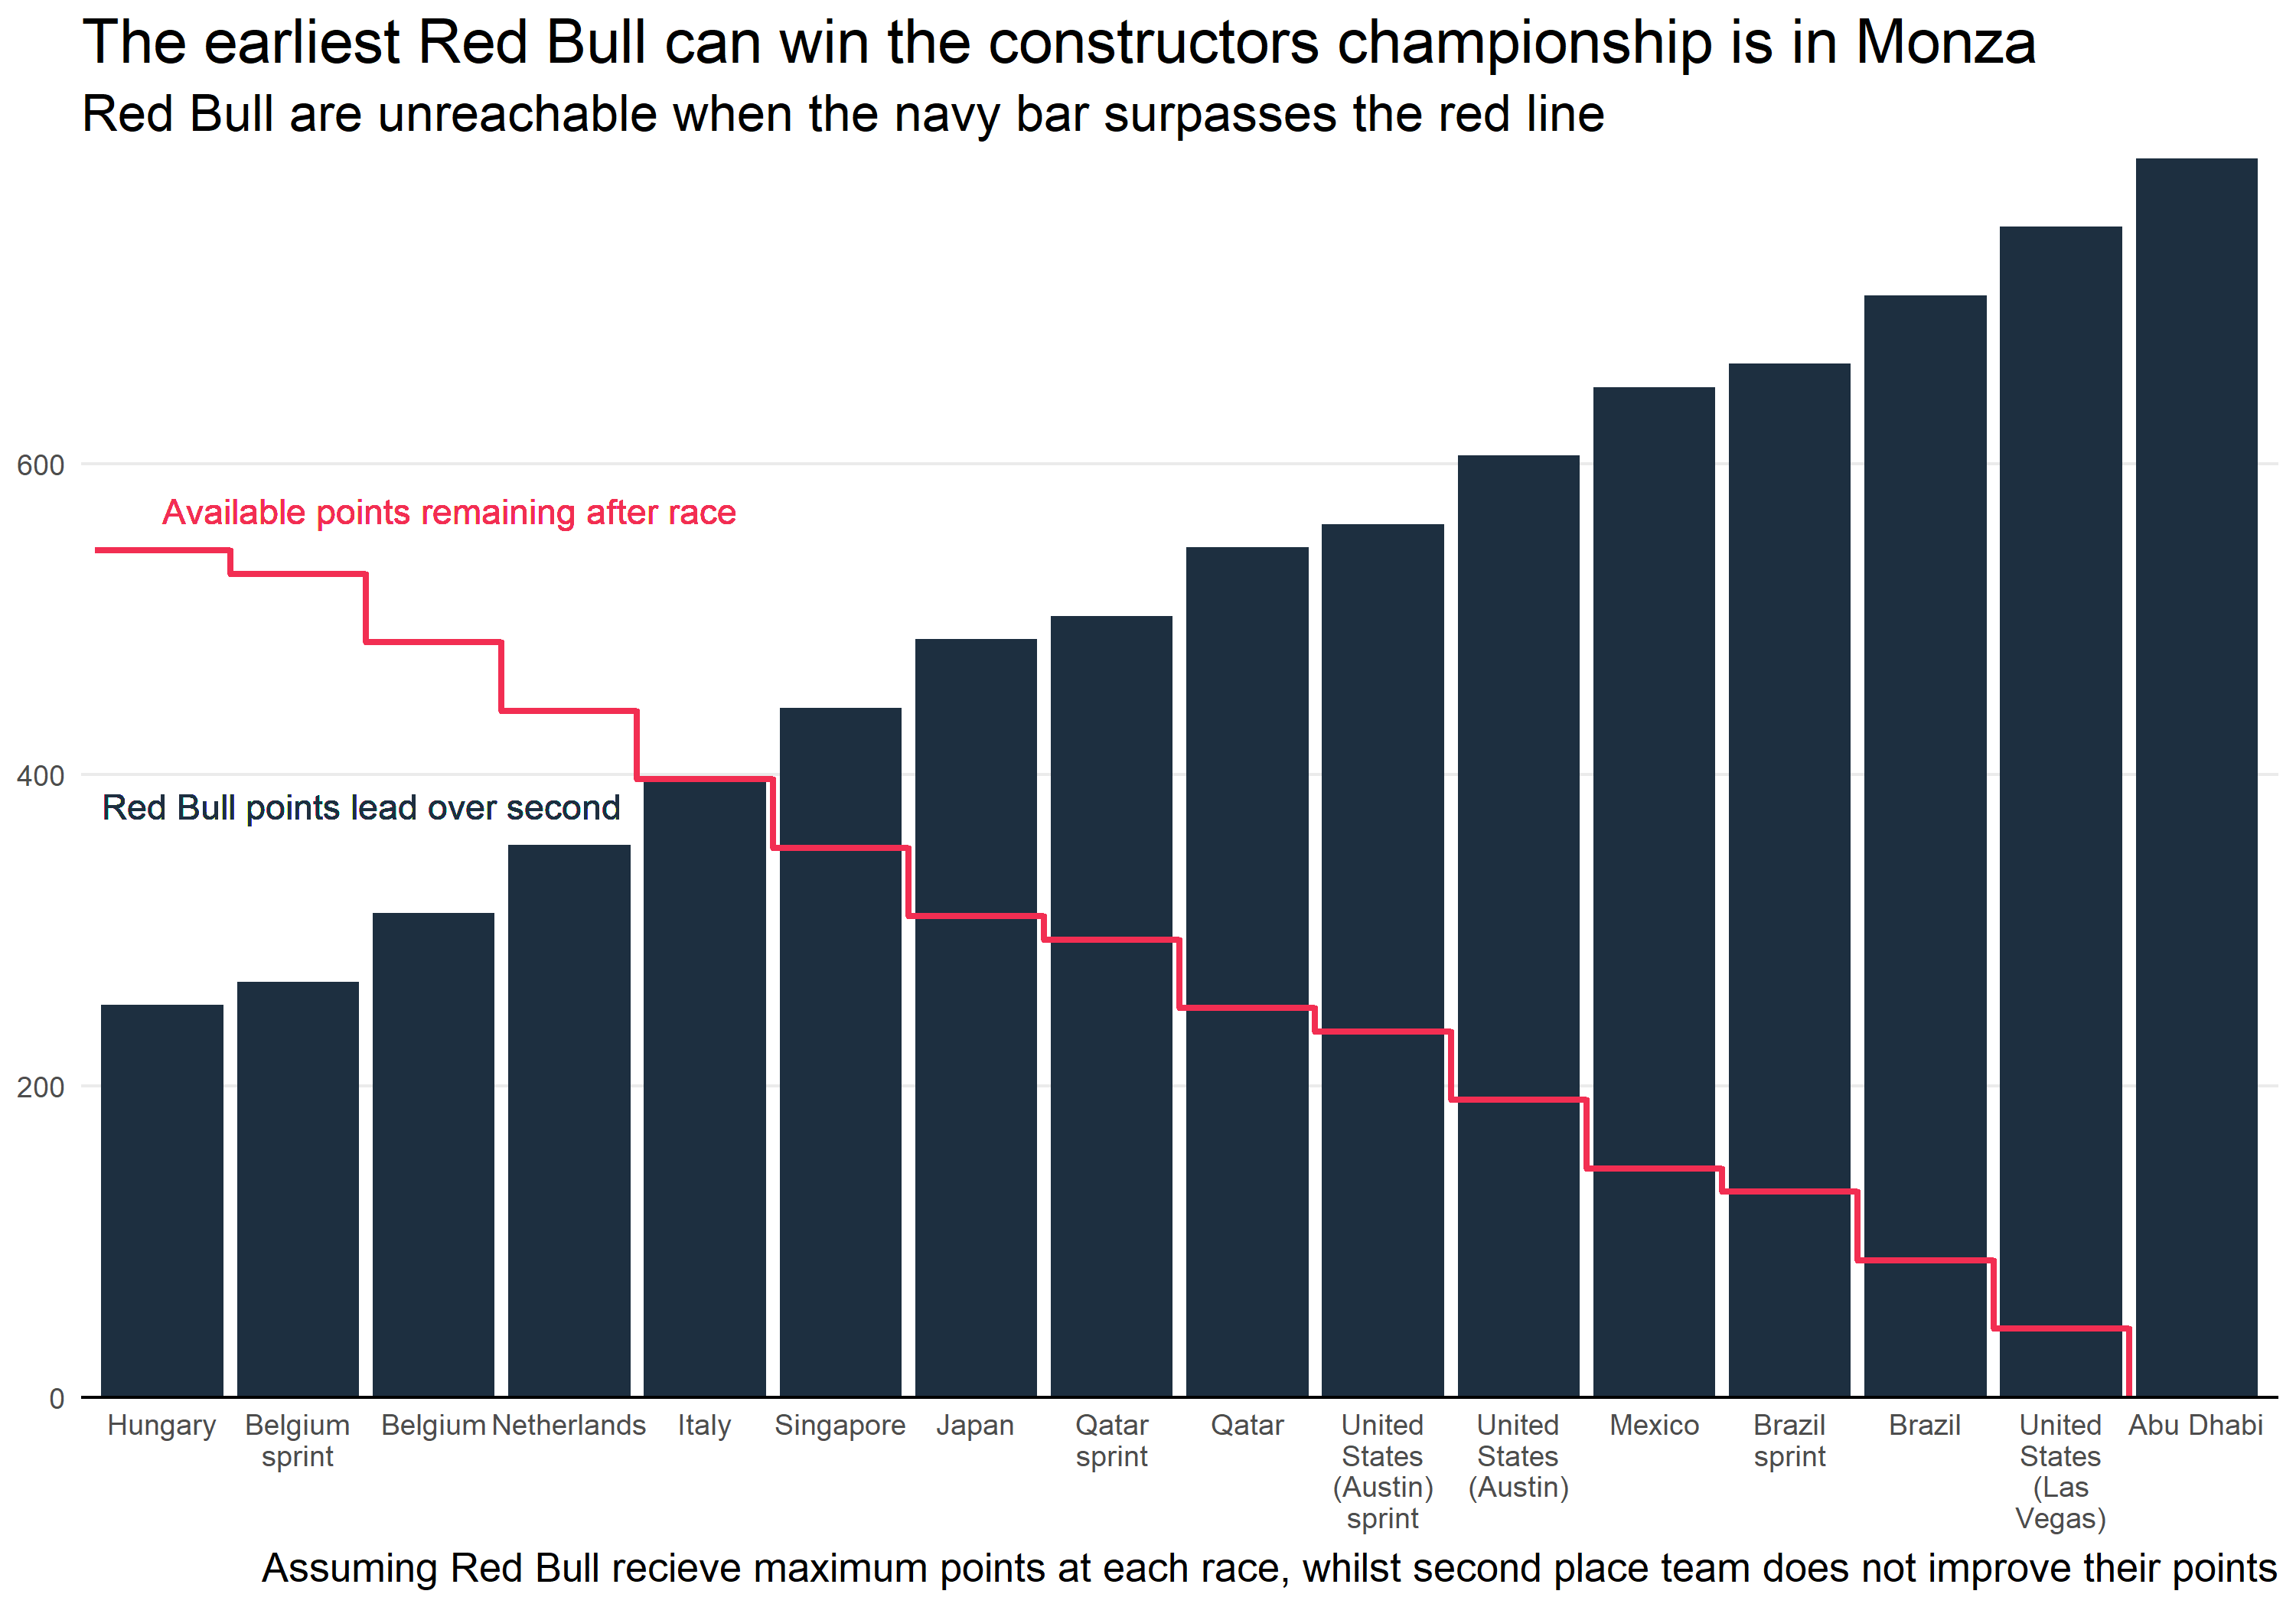 The earliest Red Bull can win the constructors championship is in Monza
Red Bull are unreachable when the navy bar surpasses the red line
600
Available points remaining after race
400
Red Bull points lead over second
200
0
Hungary
Belgium
sprint
Belgium
Netherlands
Italy
Singapore
Japan
Qatar
sprint
Qatar
United
States
(Austin)
sprint
United
States
(Austin)
Mexico
Brazil
sprint
Brazil
United
States
(Las
Vegas)
Abu Dhabi
Assuming Red Bull recieve maximum points at each race, whilst second place team does not improve their points